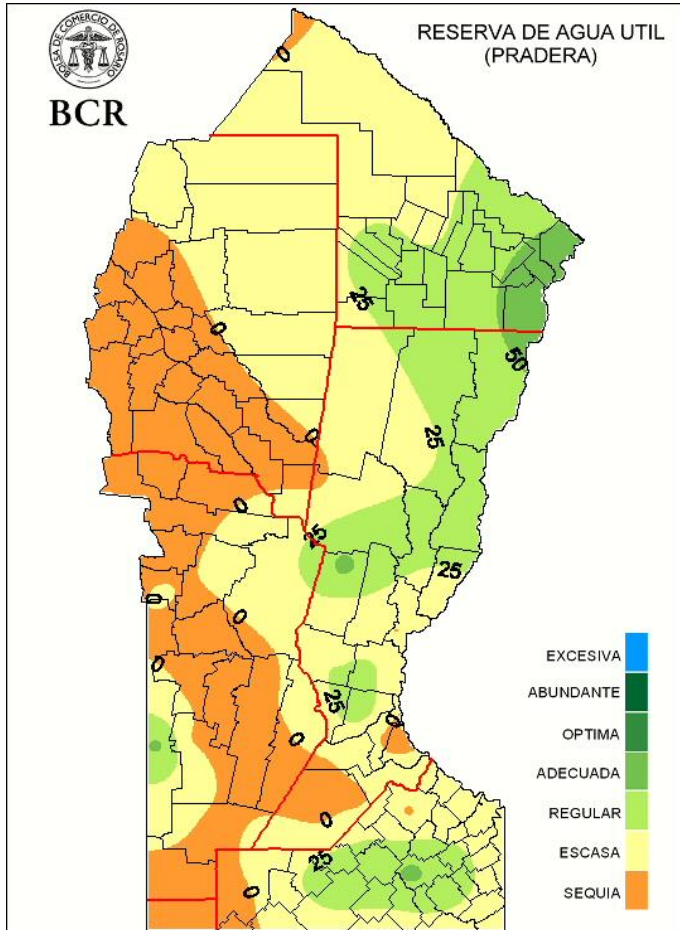 BOLSA DE COMERCIO DE ROSARIO
BCR
RESERVA DE AGUA UTIL
(PRADERA)
0
25
0
50
0
25
0
25
25
0
0
0
25
0
0
0
25
0
EXCESIVA
ABUNDANTE
OPTIMA
ADECUADA
REGULAR
ESCASA
SEQUIA